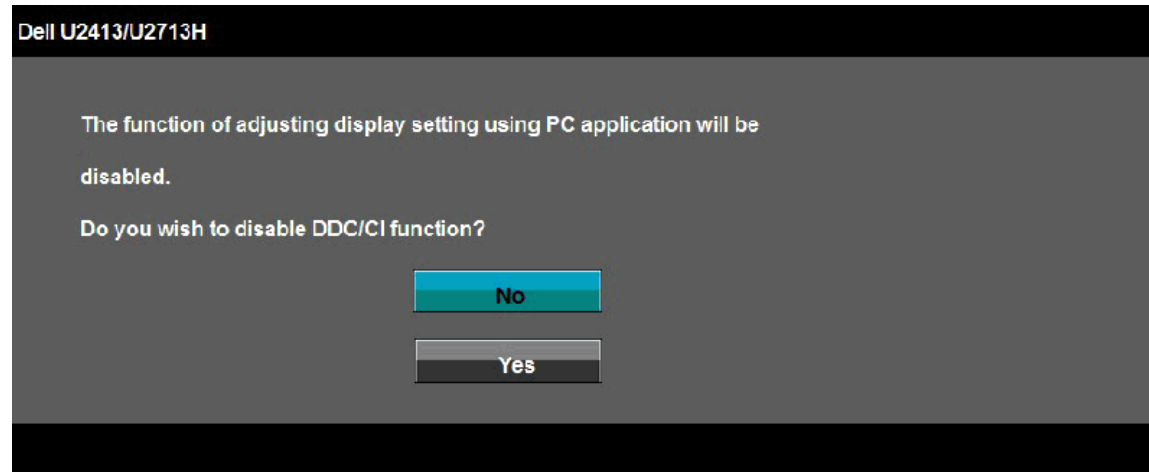 Dell U2413/U2713H
The function of adjusting display setting using PC application will be
disabled.
Do you wish to disable DDC/CI function?
No
Yes